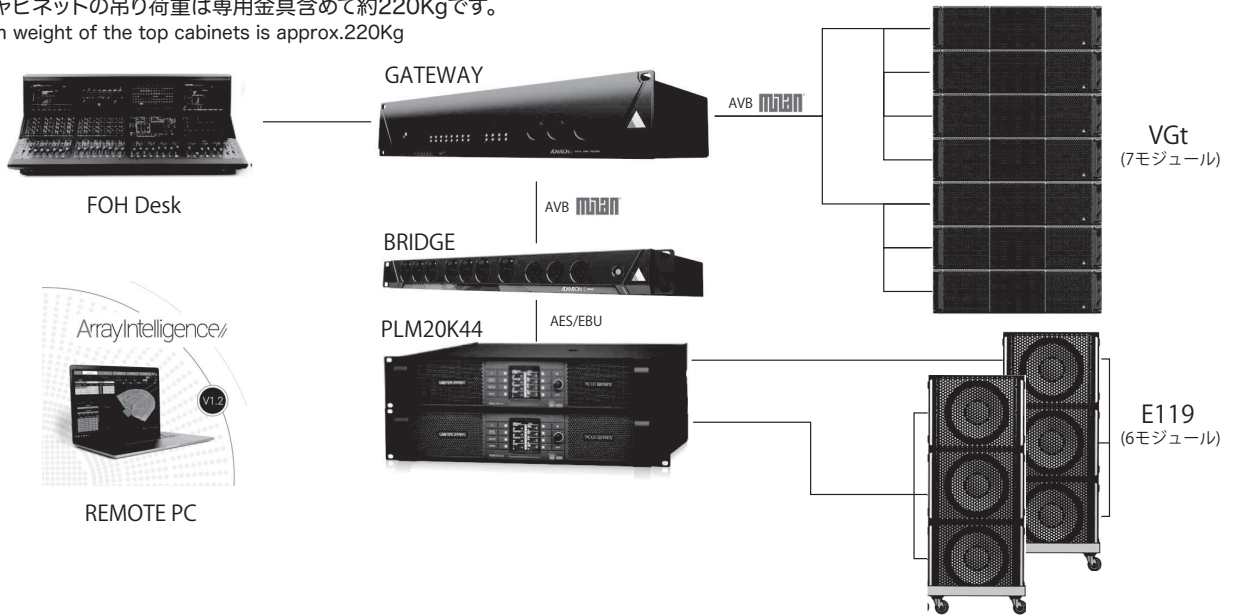 ャビネットの吊り荷重は専用金具含めて約220Kgです。
weight of the top cabinets is approx.220Kg
GATEWAY
AVB milan
VGt
(7モジュール)
FOH Desk
AVB milan
BRIDGE
ADAMSON
AES/EBU
PLM20K44
ArrayIntelligence//
V1.2
E119
(6モジュール)
REMOTE PC